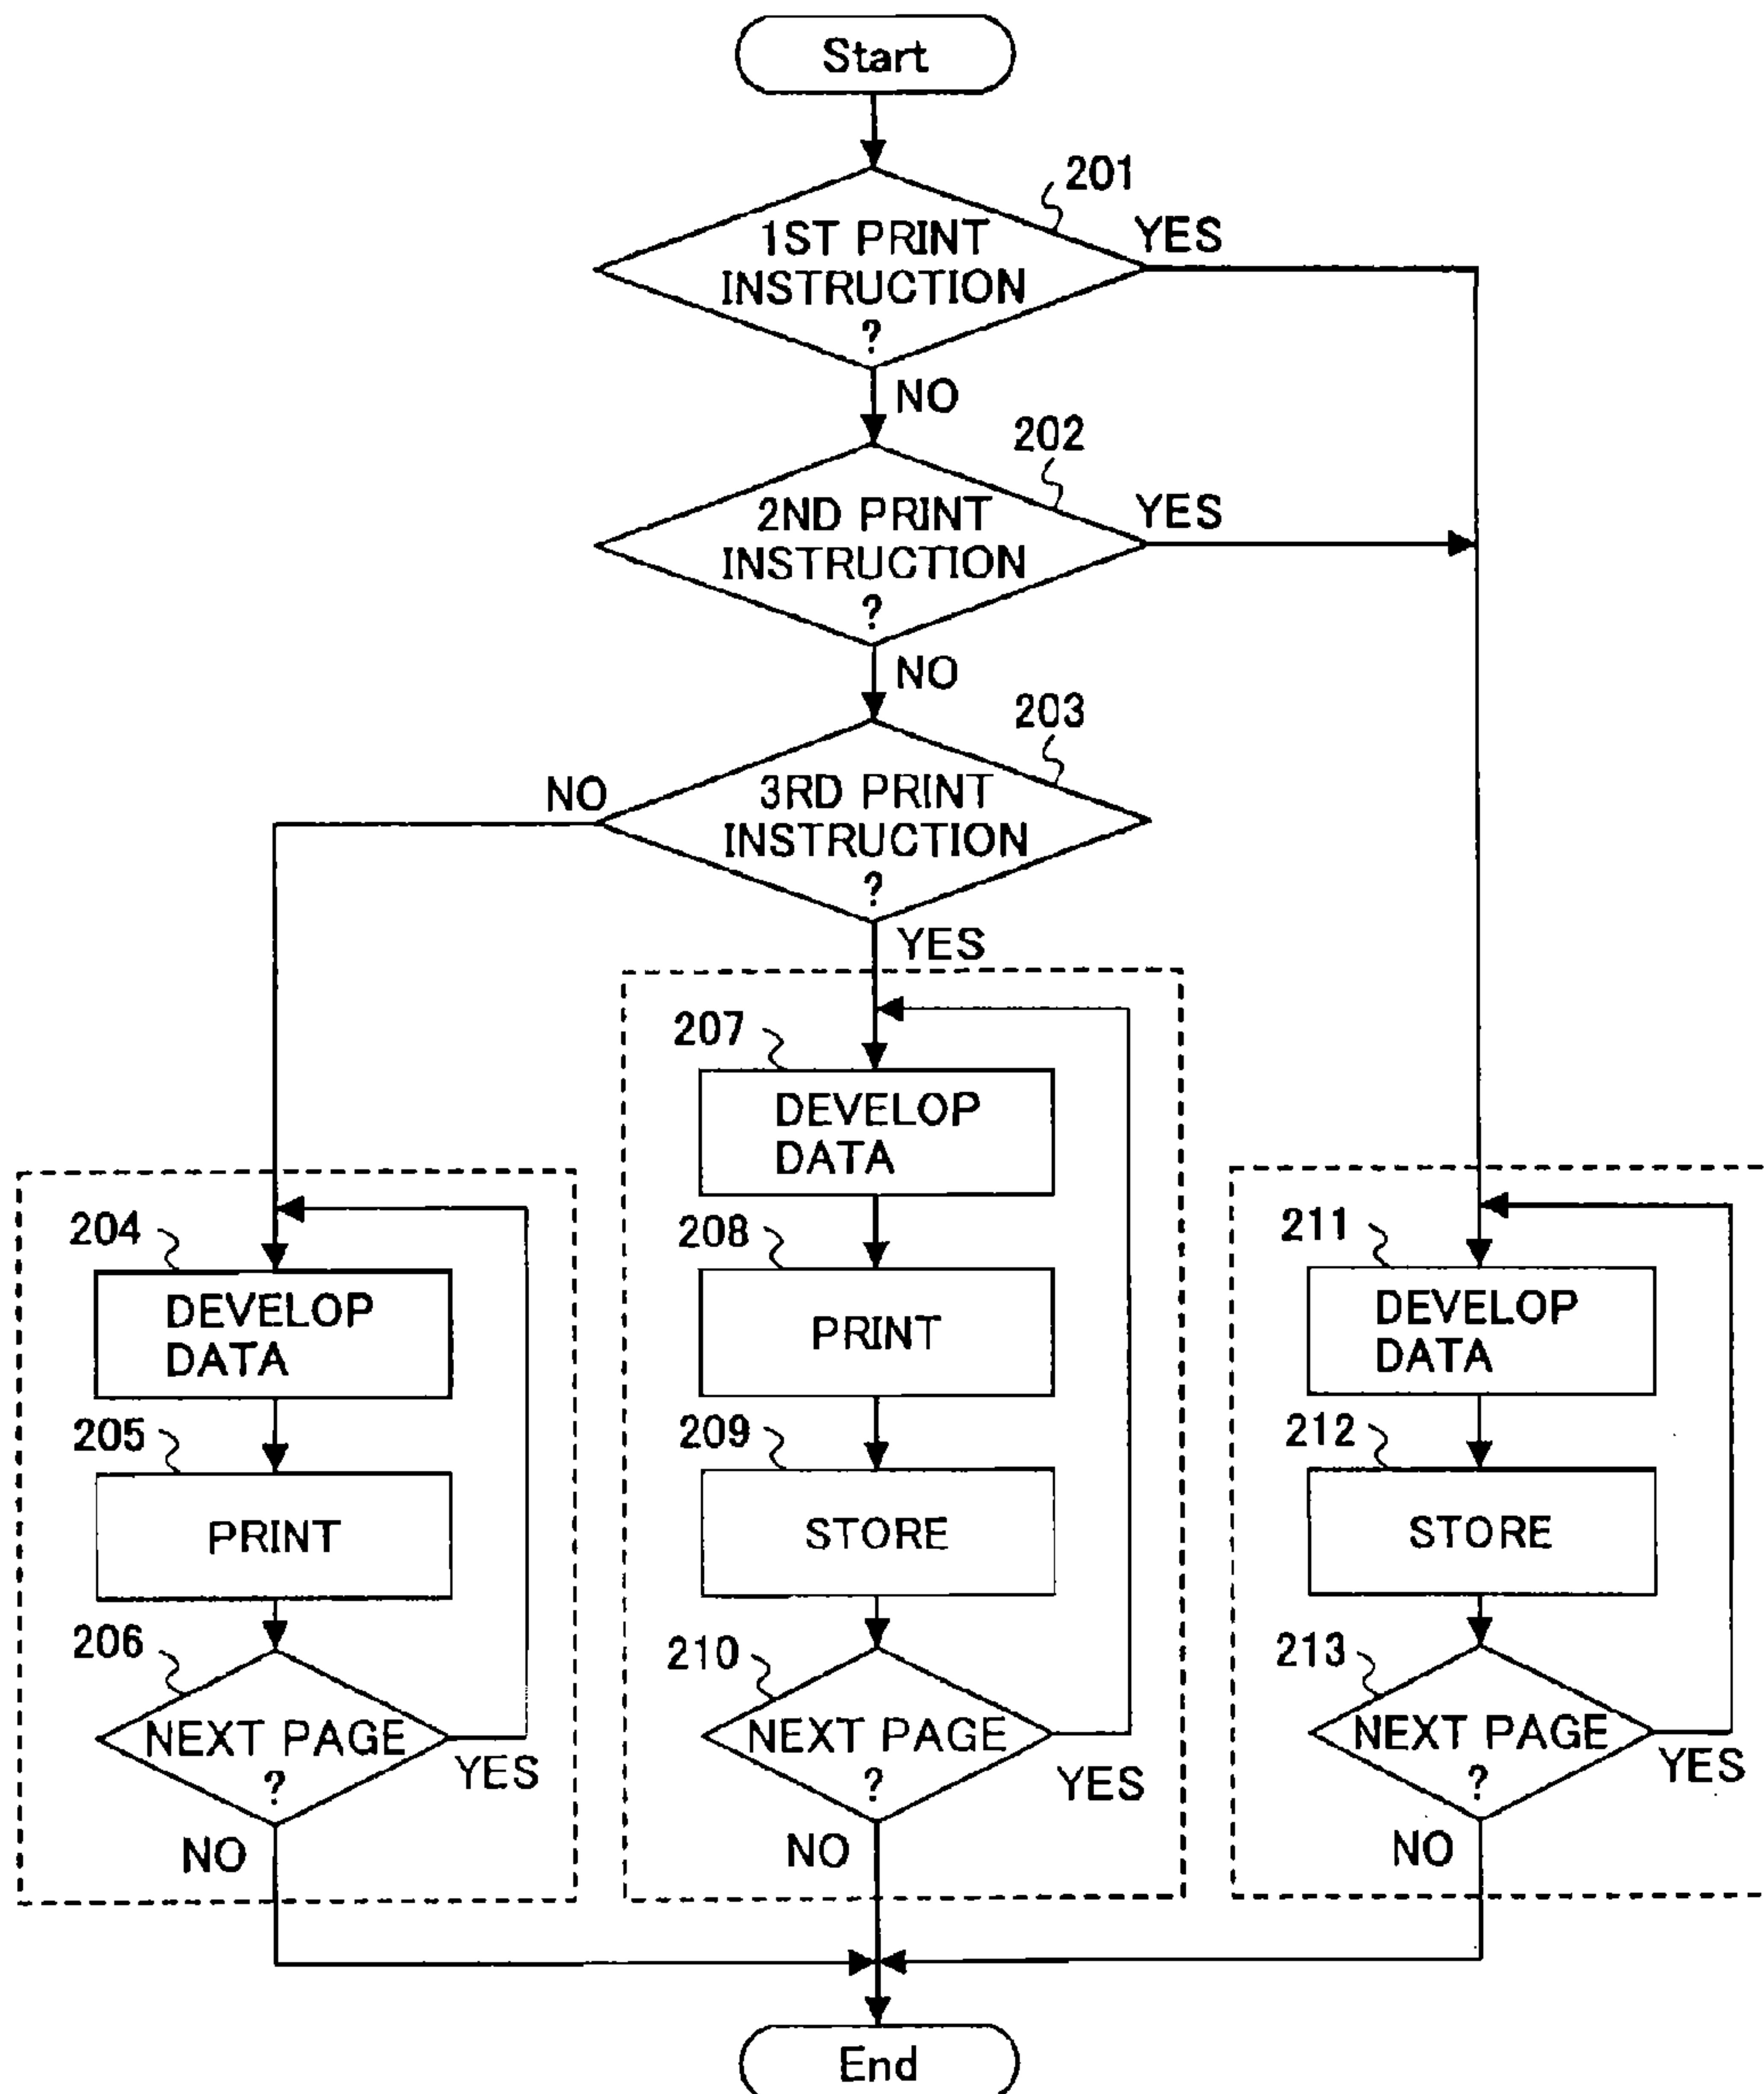 Start
201
1ST PRINT
INSTRUCTION
?
YES
NO
202
2ND PRINT
INSTRUCTION
?
YES
NO
203
3RD PRINT
INSTRUCTION
?
NO
YES
207
DEVELOP
DATA
208
PRINT
209
STORE
210
NEXT PAGE
?
YES
NO
204
DEVELOP
DATA
205
PRINT
206
NEXT PAGE
?
YES
NO
211
DEVELOP
DATA
212
STORE
213
NEXT PAGE
?
YES
NO
End